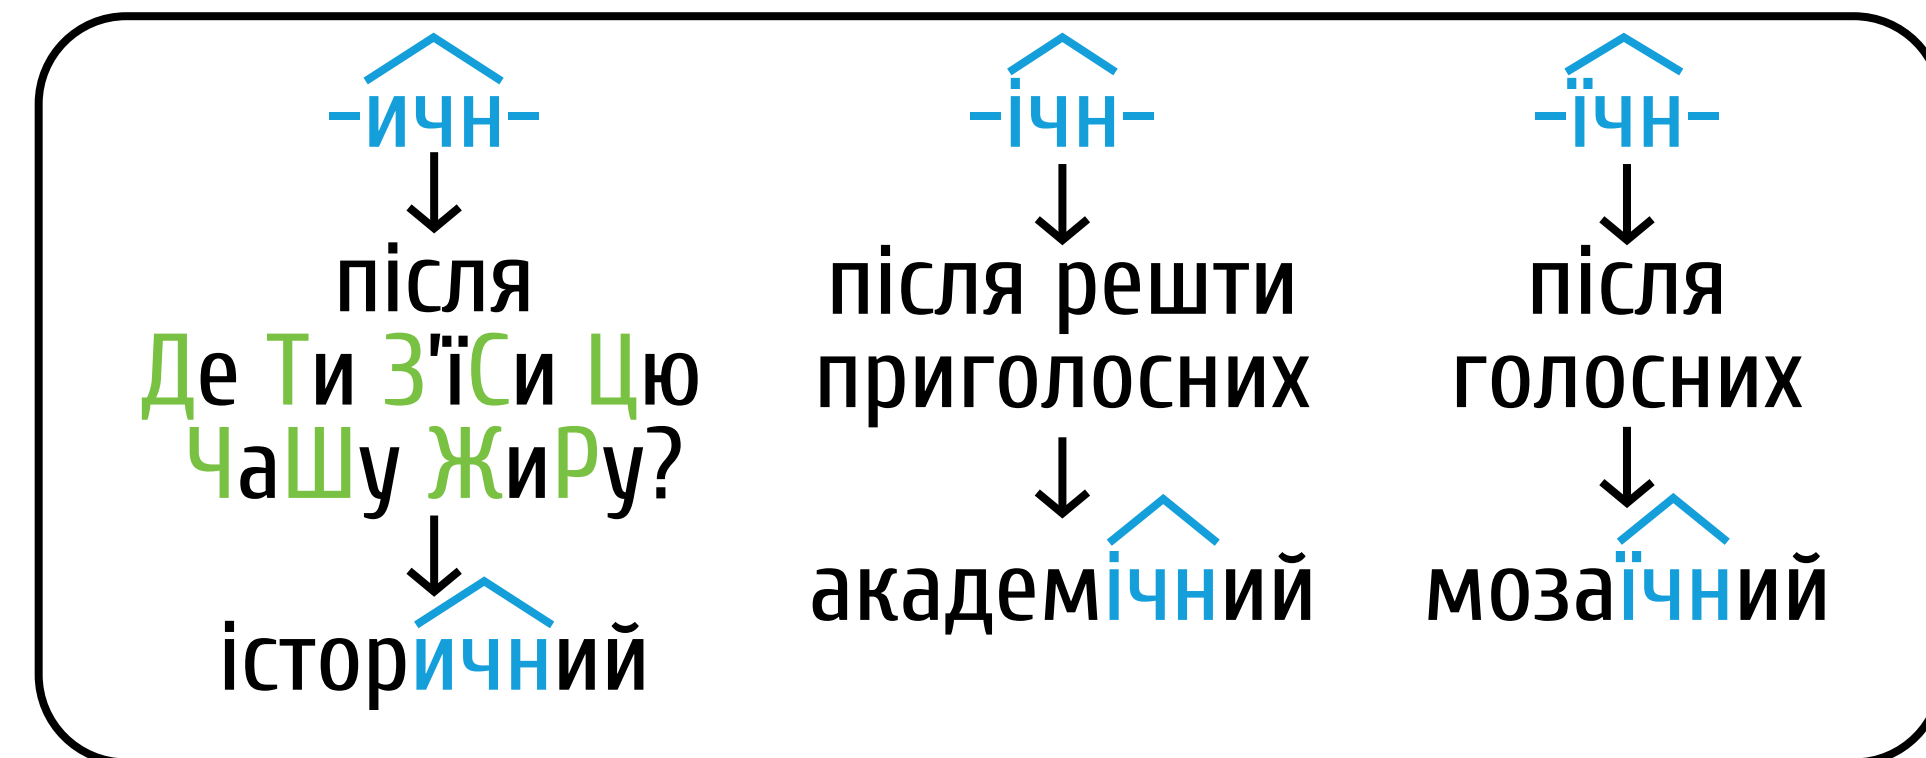 -ичн-
після
Де Ти З'їСи Цю
ЧаШу ЖиРу?
історичний
-ічн-
після решти
приголосних
академічний
-їчн-
після
голосних
мозаїчний